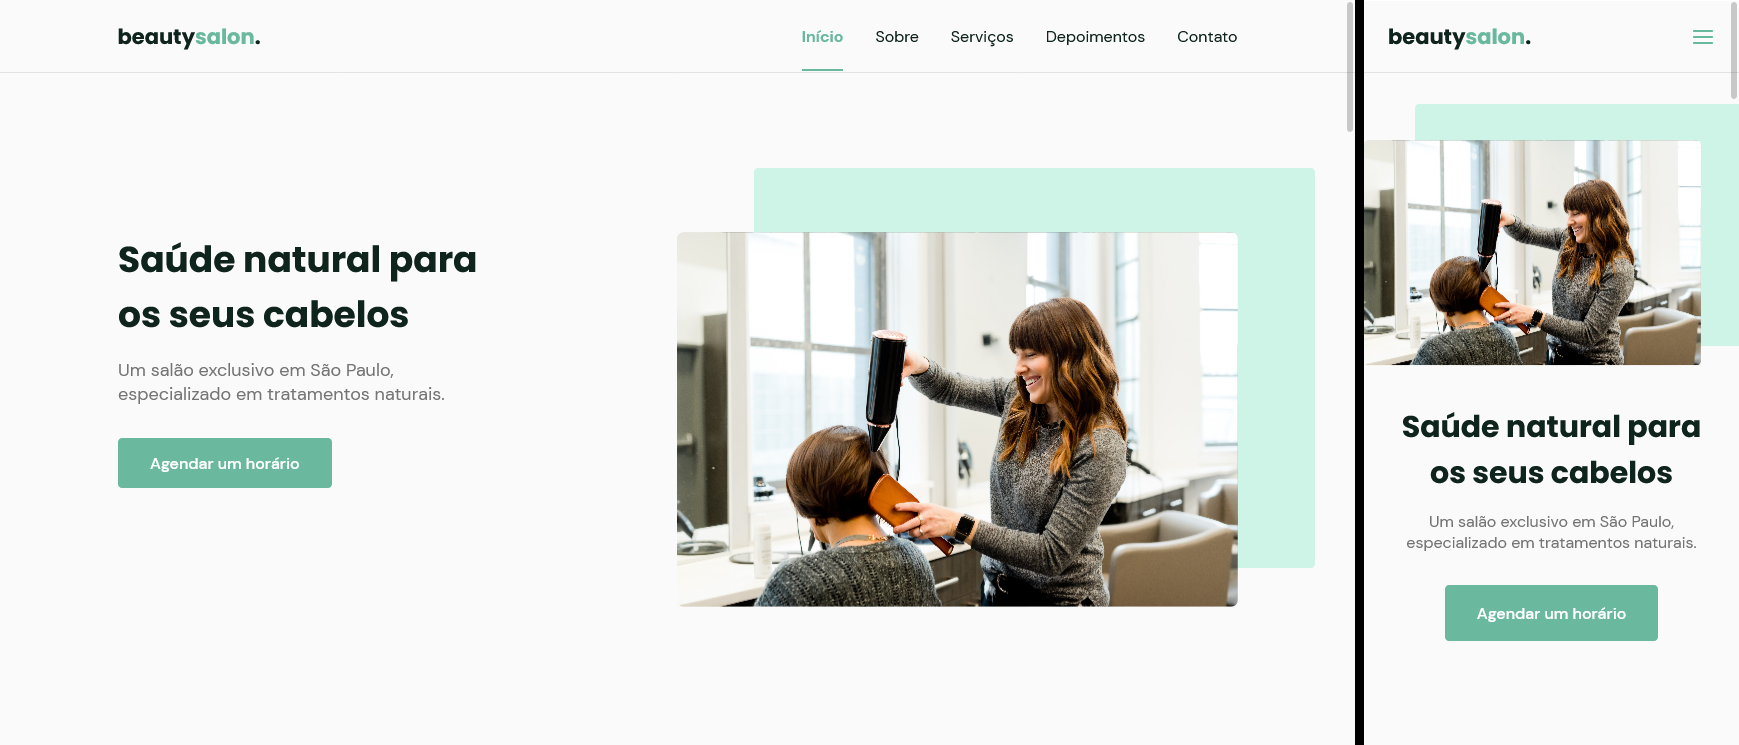 beautysalon.
Início Sobre Serviços Depoimentos Contato
Saúde natural para
os seus cabelos
Um salão exclusivo em São Paulo,
especializado em tratamentos naturais.
Agendar um horário
beautysalon.
Saúde natural para
os seus cabelos
Um salão exclusivo em São Paulo,
especializado em tratamentos naturais.
Agendar um horário